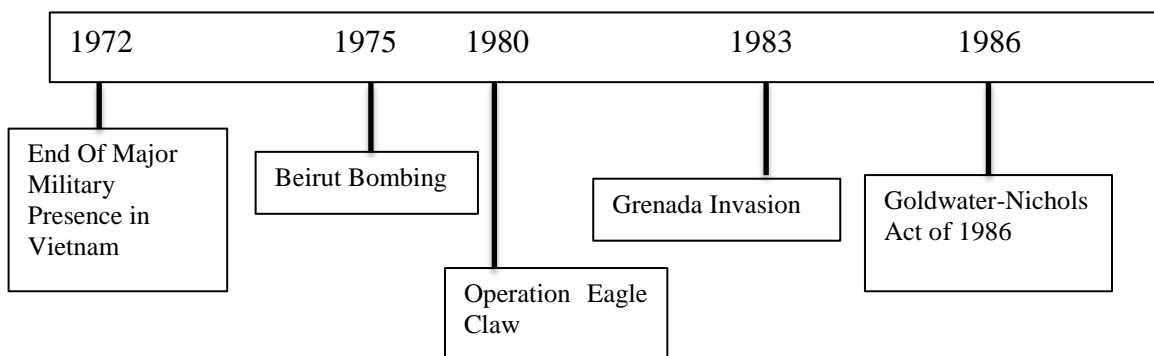 1972 1975 1980 1983 1986
End Of Major
Military
Presence in
Vietnam
Beirut Bombing
Operation Eagle
Claw
Grenada Invasion
Goldwater-Nichols
Act of 1986